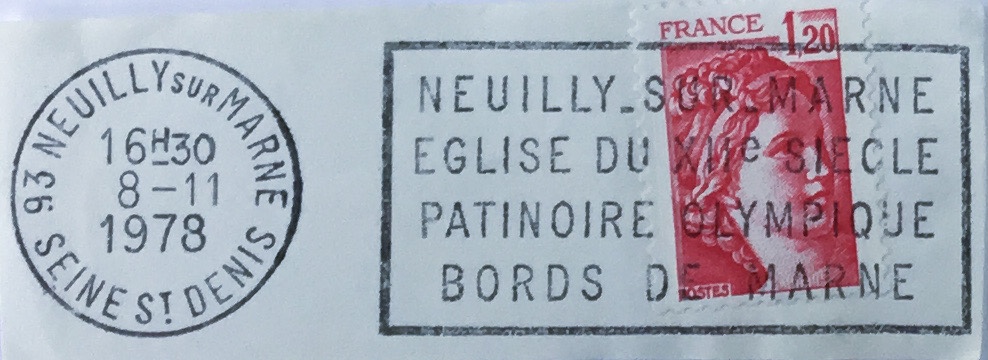 93 NEUILLY SUR MARNE
16H30
8-11
1978
SEINE ST DENIS
FRANCE 1,20
NEUILLY-SUR-MARNE
EGLISE DU XIIe SIECLE
PATINOIRE OLYMPIQUE
BORDS DE MARNE
POSTES